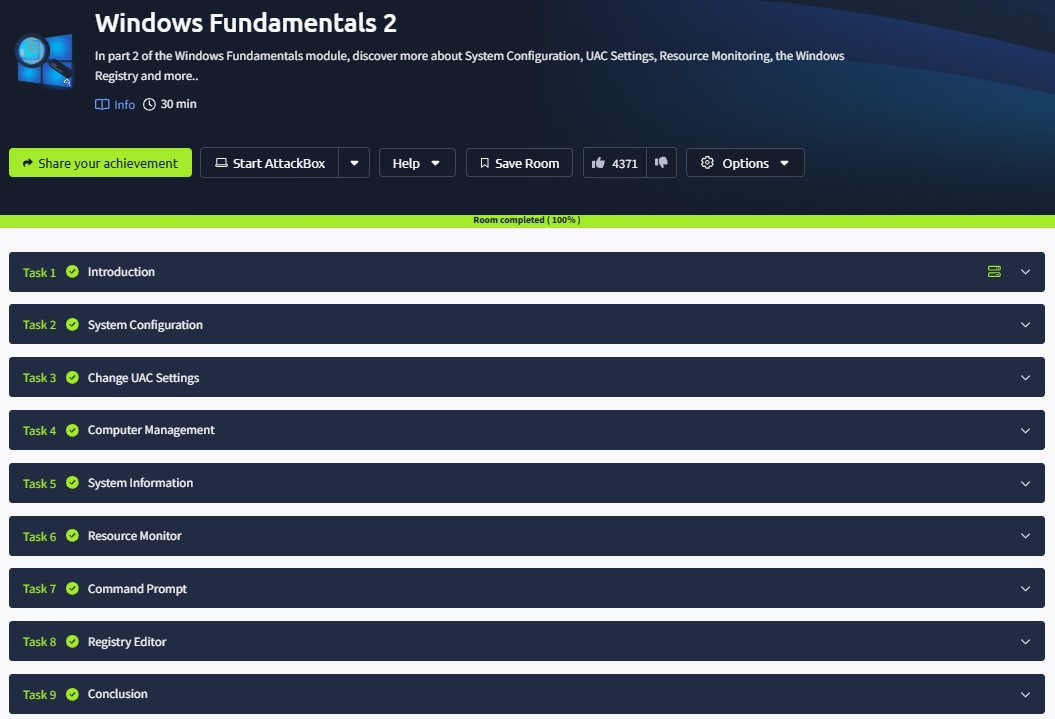 Windows Fundamentals 2
In part 2 of the Windows Fundamentals module, discover more about System Configuration, UAC Settings, Resource Monitoring, the Windows
Registry and more..
Info 30 min
Share your achievement Start AttackBox Help Save Room 4371 Options
Room completed ( 100% )
Task 1 Introduction
Task 2 System Configuration
Task 3 Change UAC Settings
Task 4 Computer Management
Task 5 System Information
Task 6 Resource Monitor
Task 7 Command Prompt
Task 8 Registry Editor
Task 9 Conclusion